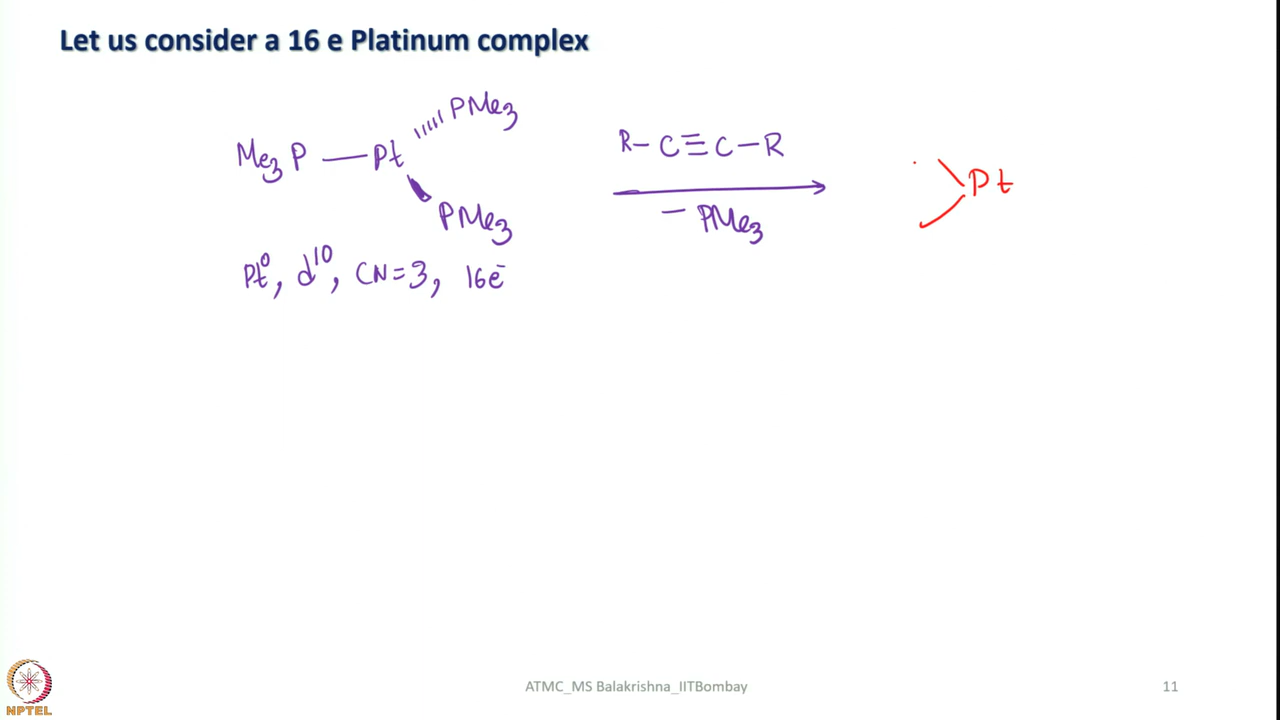 Let us consider a 16 e Platinum complex
PMe3
Me3P — Pt
PMe3
Pt⁰, d¹⁰, CN=3, 16e⁻
R-C≡C-R
- PMe3
Pt
NPTEL
ATMC_MS Balakrishna_IITBombay
11